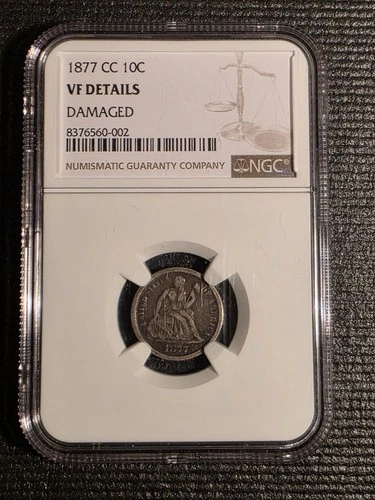 1877 CC 10C
VF DETAILS
DAMAGED
8376560-002
NUMISMATIC GUARANTY COMPANY
NGC
1877